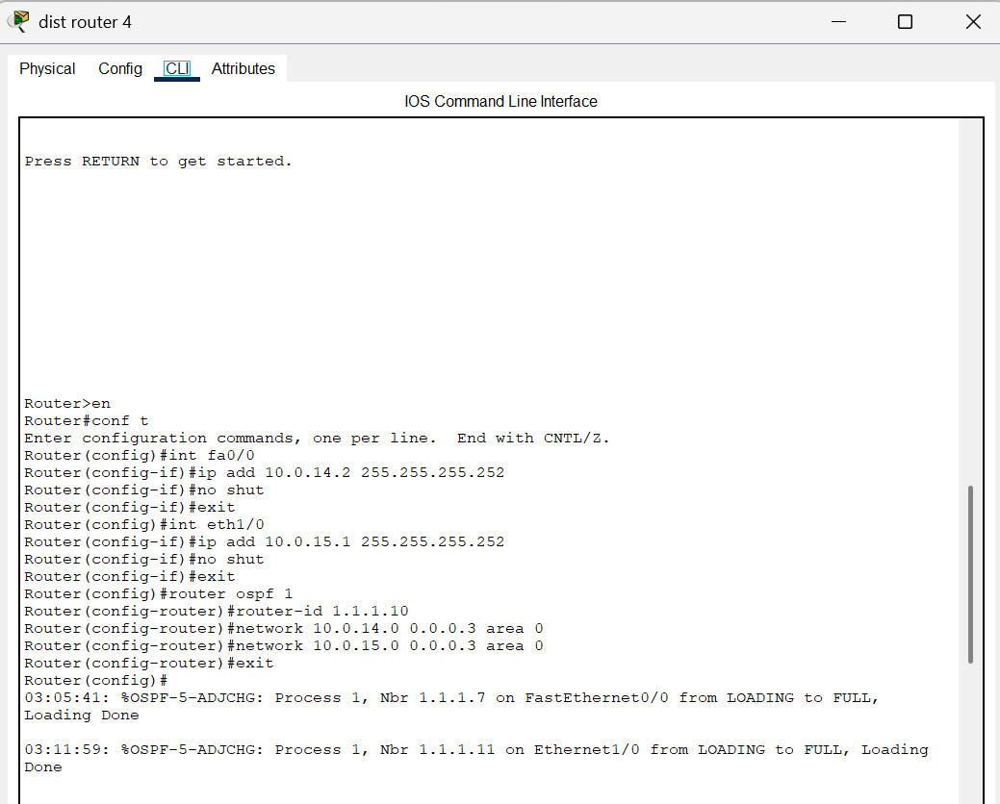 dist router 4
Physical Config CLI Attributes
IOS Command Line Interface
Press RETURN to get started.
Router>en
Router#conf t
Enter configuration commands, one per line.  End with CNTL/Z.
Router(config)#int fa0/0
Router(config-if)#ip add 10.0.14.2 255.255.255.252
Router(config-if)#no shut
Router(config-if)#exit
Router(config)#int eth1/0
Router(config-if)#ip add 10.0.15.1 255.255.255.252
Router(config-if)#no shut
Router(config-if)#exit
Router(config)#router ospf 1
Router(config-router)#router-id 1.1.1.10
Router(config-router)#network 10.0.14.0 0.0.0.3 area 0
Router(config-router)#network 10.0.15.0 0.0.0.3 area 0
Router(config-router)#exit
Router(config)#
03:05:41: %OSPF-5-ADJCHG: Process 1, Nbr 1.1.1.7 on FastEthernet0/0 from LOADING to FULL,
Loading Done
03:11:59: %OSPF-5-ADJCHG: Process 1, Nbr 1.1.1.11 on Ethernet1/0 from LOADING to FULL, Loading
Done